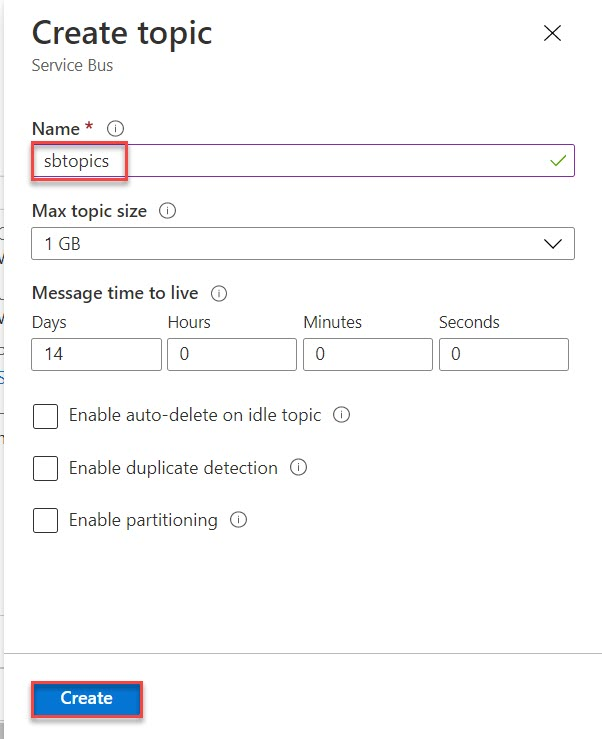 Create topic
Service Bus
Name *
sbtopics
Max topic size
1 GB
Message time to live
Days Hours Minutes Seconds
14 0 0 0
Enable auto-delete on idle topic
Enable duplicate detection
Enable partitioning
Create